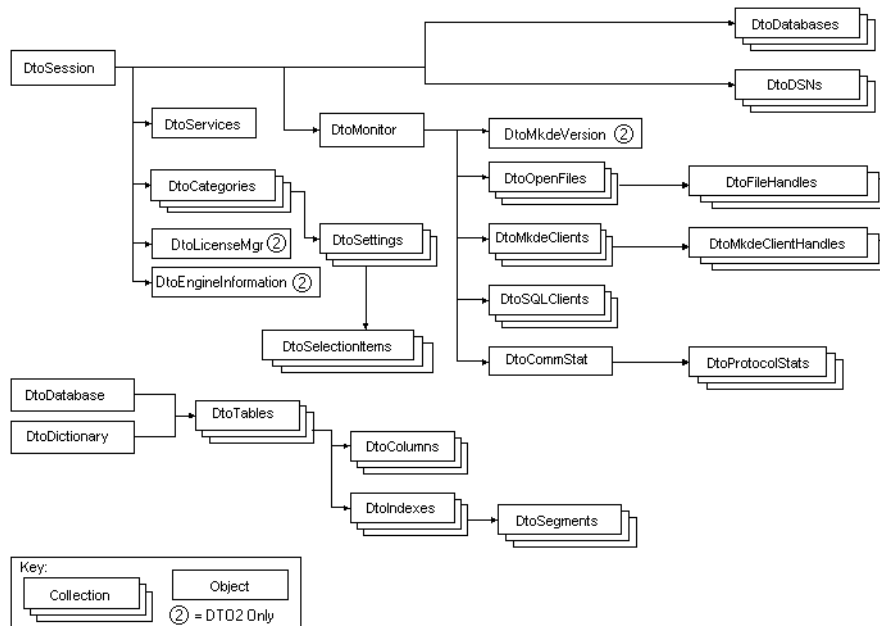 DtoSession
DtoDatabases
DtoDSNs
DtoServices
DtoMonitor
DtoMkdeVersion ②
DtoCategories
DtoOpenFiles
DtoFileHandles
DtoLicenseMgr ②
DtoSettings
DtoMkdeClients
DtoMkdeClientHandles
DtoEngineInformation ②
DtoSQLClients
DtoSelectionItems
DtoCommStat
DtoProtocolStats
DtoDatabase
DtoDictionary
DtoTables
DtoColumns
DtoIndexes
DtoSegments
Key:
Collection
Object
② = DTO2 Only